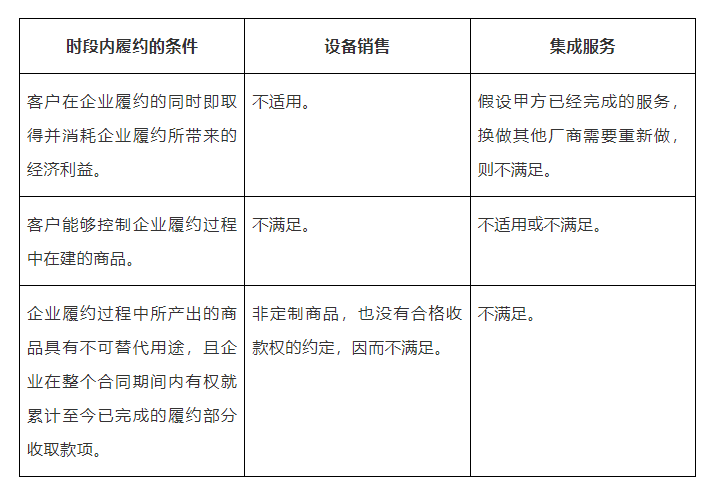 时段内履约的条件
设备销售
集成服务
客户在企业履约的同时即取
得并消耗企业履约所带来的
经济利益。
不适用。
假设甲方已经完成的服务，
换做其他厂商需要重新做，
则不满足。
客户能够控制企业履约过程
中在建的商品。
不满足。
不适用或不满足。
企业履约过程中所产出的商
品具有不可替代用途，且企
业在整个合同期间内有权就
累计至今已完成的履约部分
收取款项。
非定制商品，也没有合格收
款权的约定，因而不满足。
不满足。